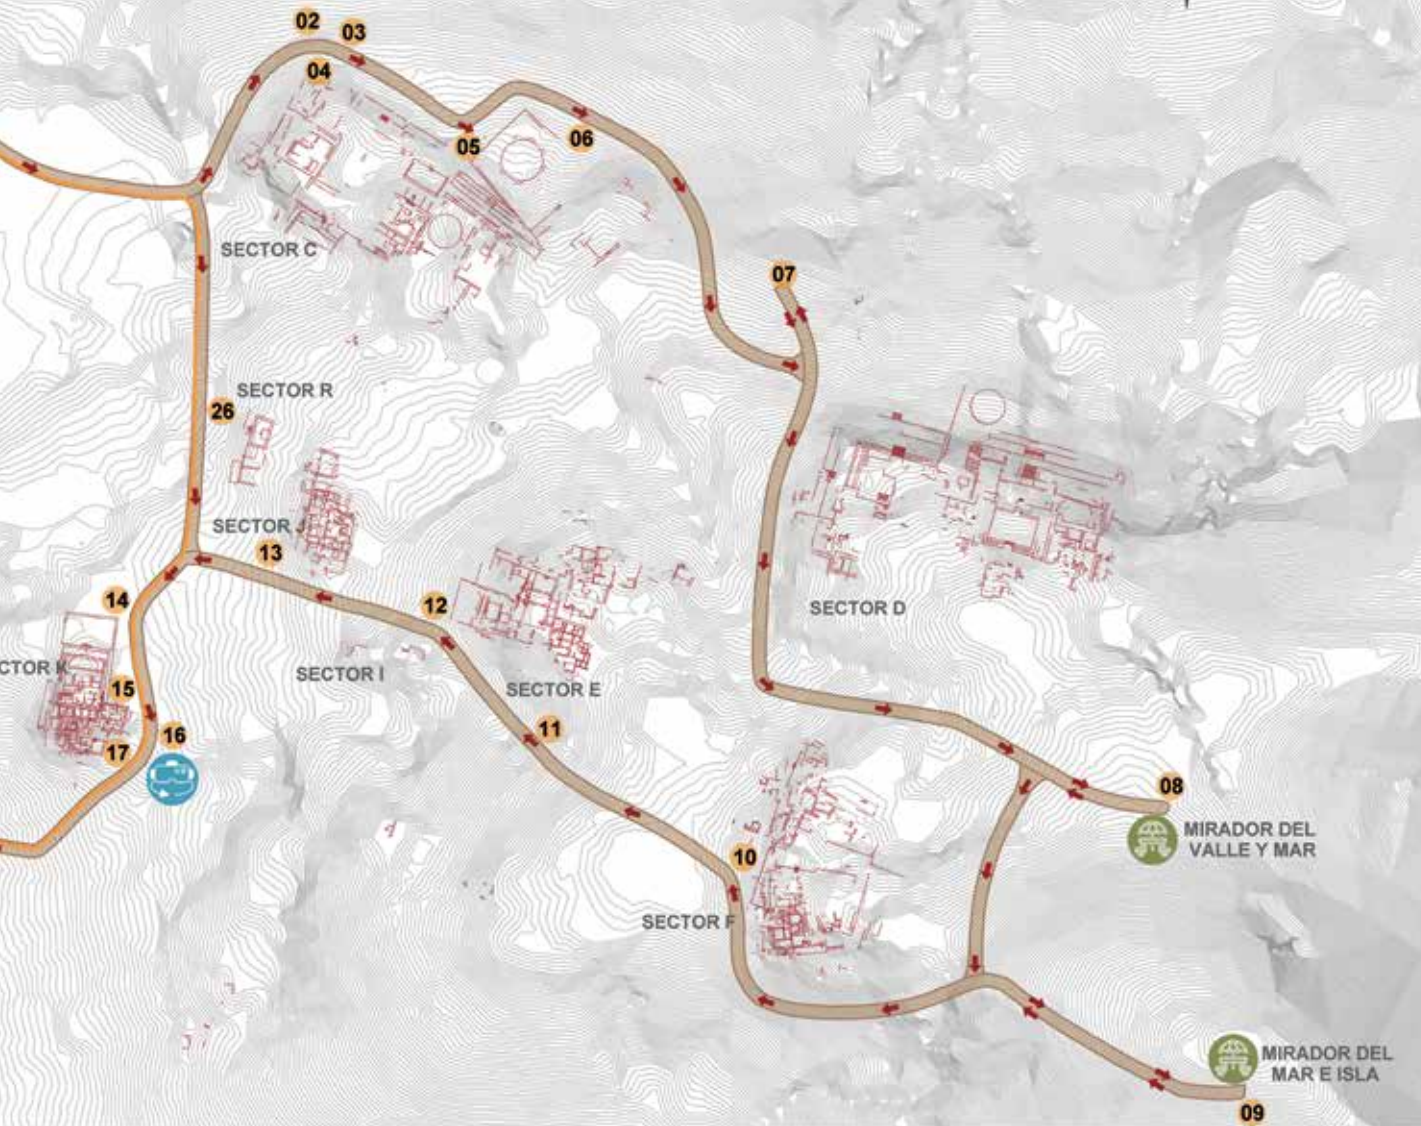 02
03
04
05
06
SECTOR C
07
SECTOR R
26
SECTOR J
13
14
12
SECTOR D
CTOR K
SECTOR I
SECTOR E
15
11
16
17
08
MIRADOR DEL
VALLE Y MAR
10
SECTOR F
MIRADOR DEL
MAR E ISLA
09